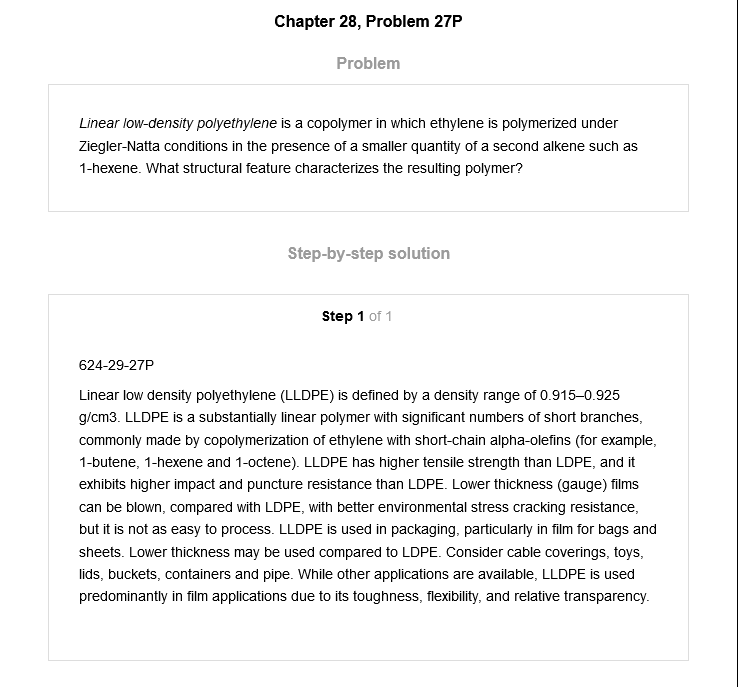 Chapter 28, Problem 27P
Problem
Linear low-density polyethylene is a copolymer in which ethylene is polymerized under
Ziegler-Natta conditions in the presence of a smaller quantity of a second alkene such as
1-hexene. What structural feature characterizes the resulting polymer?
Step-by-step solution
Step 1 of 1
624-29-27P
Linear low density polyethylene (LLDPE) is defined by a density range of 0.915–0.925
g/cm3. LLDPE is a substantially linear polymer with significant numbers of short branches,
commonly made by copolymerization of ethylene with short-chain alpha-olefins (for example,
1-butene, 1-hexene and 1-octene). LLDPE has higher tensile strength than LDPE, and it
exhibits higher impact and puncture resistance than LDPE. Lower thickness (gauge) films
can be blown, compared with LDPE, with better environmental stress cracking resistance,
but it is not as easy to process. LLDPE is used in packaging, particularly in film for bags and
sheets. Lower thickness may be used compared to LDPE. Consider cable coverings, toys,
lids, buckets, containers and pipe. While other applications are available, LLDPE is used
predominantly in film applications due to its toughness, flexibility, and relative transparency.